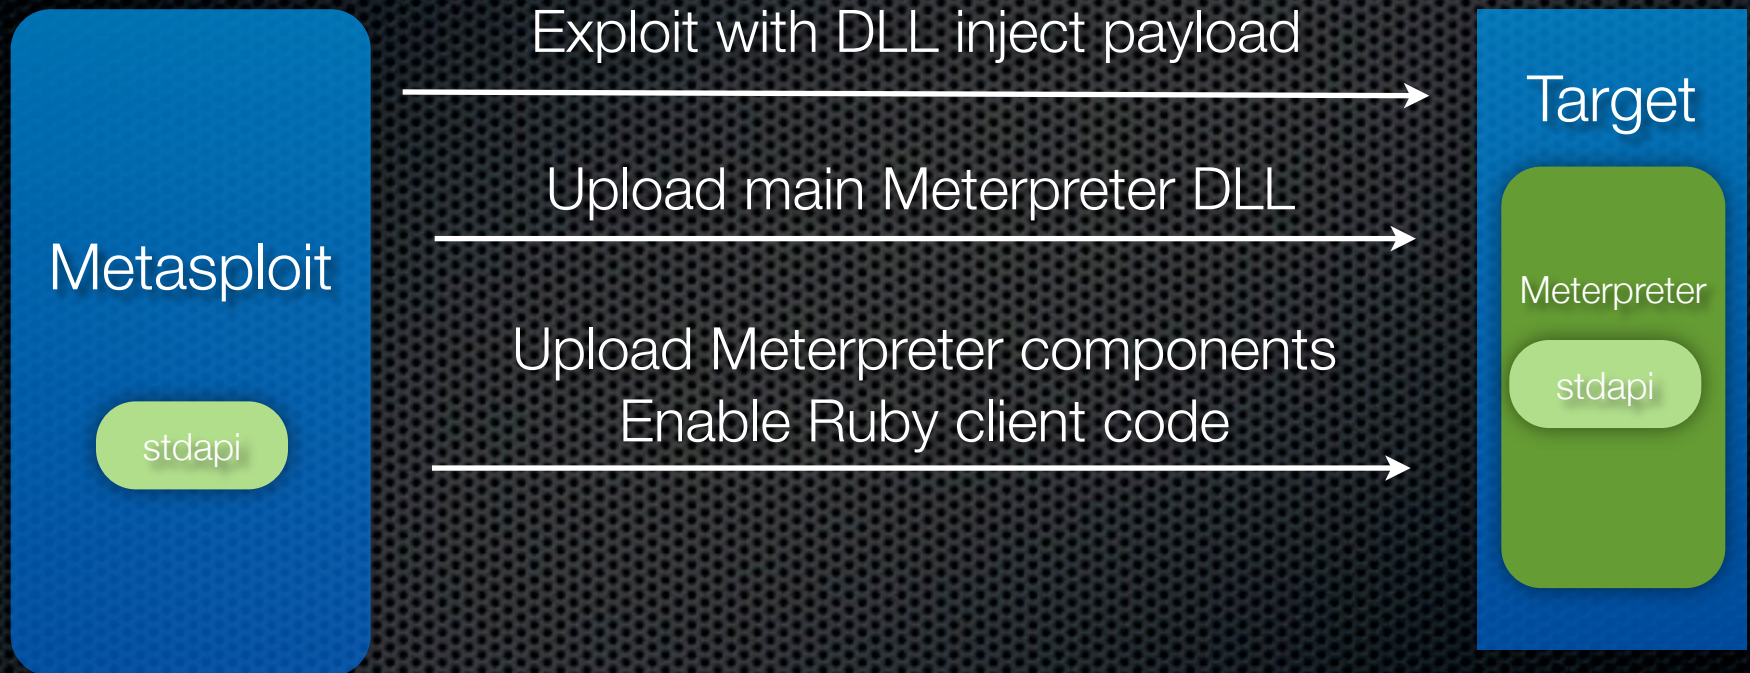 Exploit with DLL inject payload
Target
Upload main Meterpreter DLL
Metasploit
Meterpreter
Upload Meterpreter components
Enable Ruby client code
stdapi
stdapi